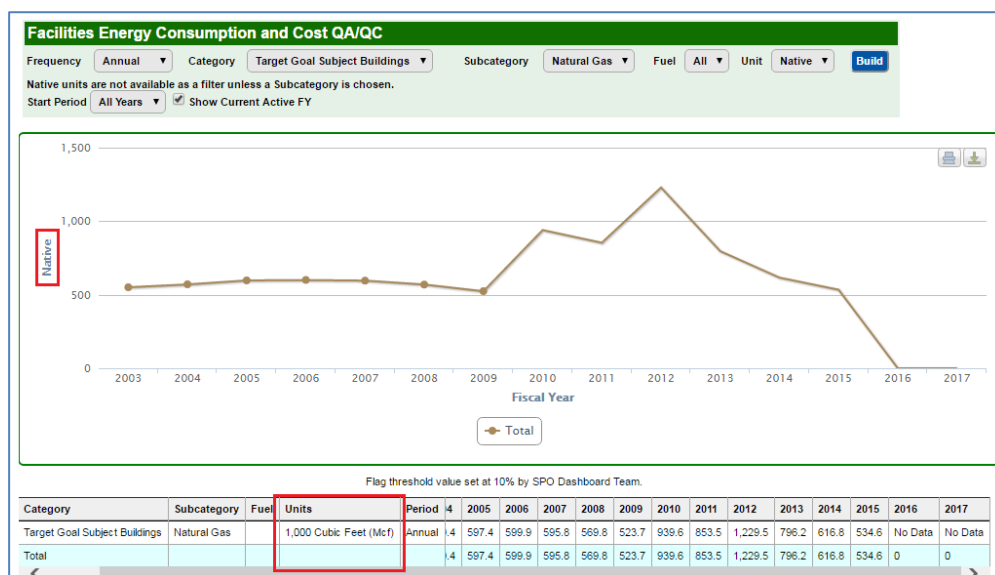 Facilities Energy Consumption and Cost QA/QC
Frequency Annual ▼ Category Target Goal Subject Buildings ▼ Subcategory Natural Gas ▼ Fuel All ▼ Unit Native ▼ Build
Native units are not available as a filter unless a Subcategory is chosen.
Start Period All Years ▼ Show Current Active FY
1,500
1,000
500
0
Native
2003 2004 2005 2006 2007 2008 2009 2010 2011 2012 2013 2014 2015 2016 2017
Fiscal Year
Total
Flag threshold value set at 10% by SPO Dashboard Team.
Category Subcategory Fuel Units Period 4 2005 2006 2007 2008 2009 2010 2011 2012 2013 2014 2015 2016 2017
Target Goal Subject Buildings Natural Gas 1,000 Cubic Feet (Mcf) Annual .4 597.4 599.9 595.8 569.8 523.7 939.6 853.5 1,229.5 796.2 616.8 534.6 No Data No Data
Total .4 597.4 599.9 595.8 569.8 523.7 939.6 853.5 1,229.5 796.2 616.8 534.6 0 0